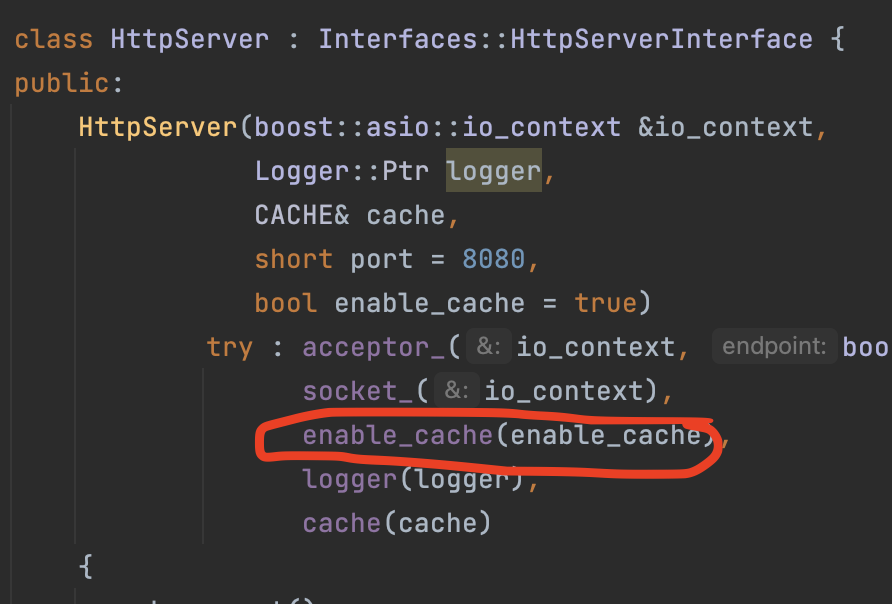 class HttpServer : Interfaces::HttpServerInterface {
public:
HttpServer(boost::asio::io_context &io_context,
Logger::Ptr logger,
CACHE& cache,
short port = 8080,
bool enable_cache = true)
try : acceptor_( &: io_context, endpoint: boo
socket_( &: io_context),
enable_cache(enable_cache),
logger(logger),
cache(cache)
{